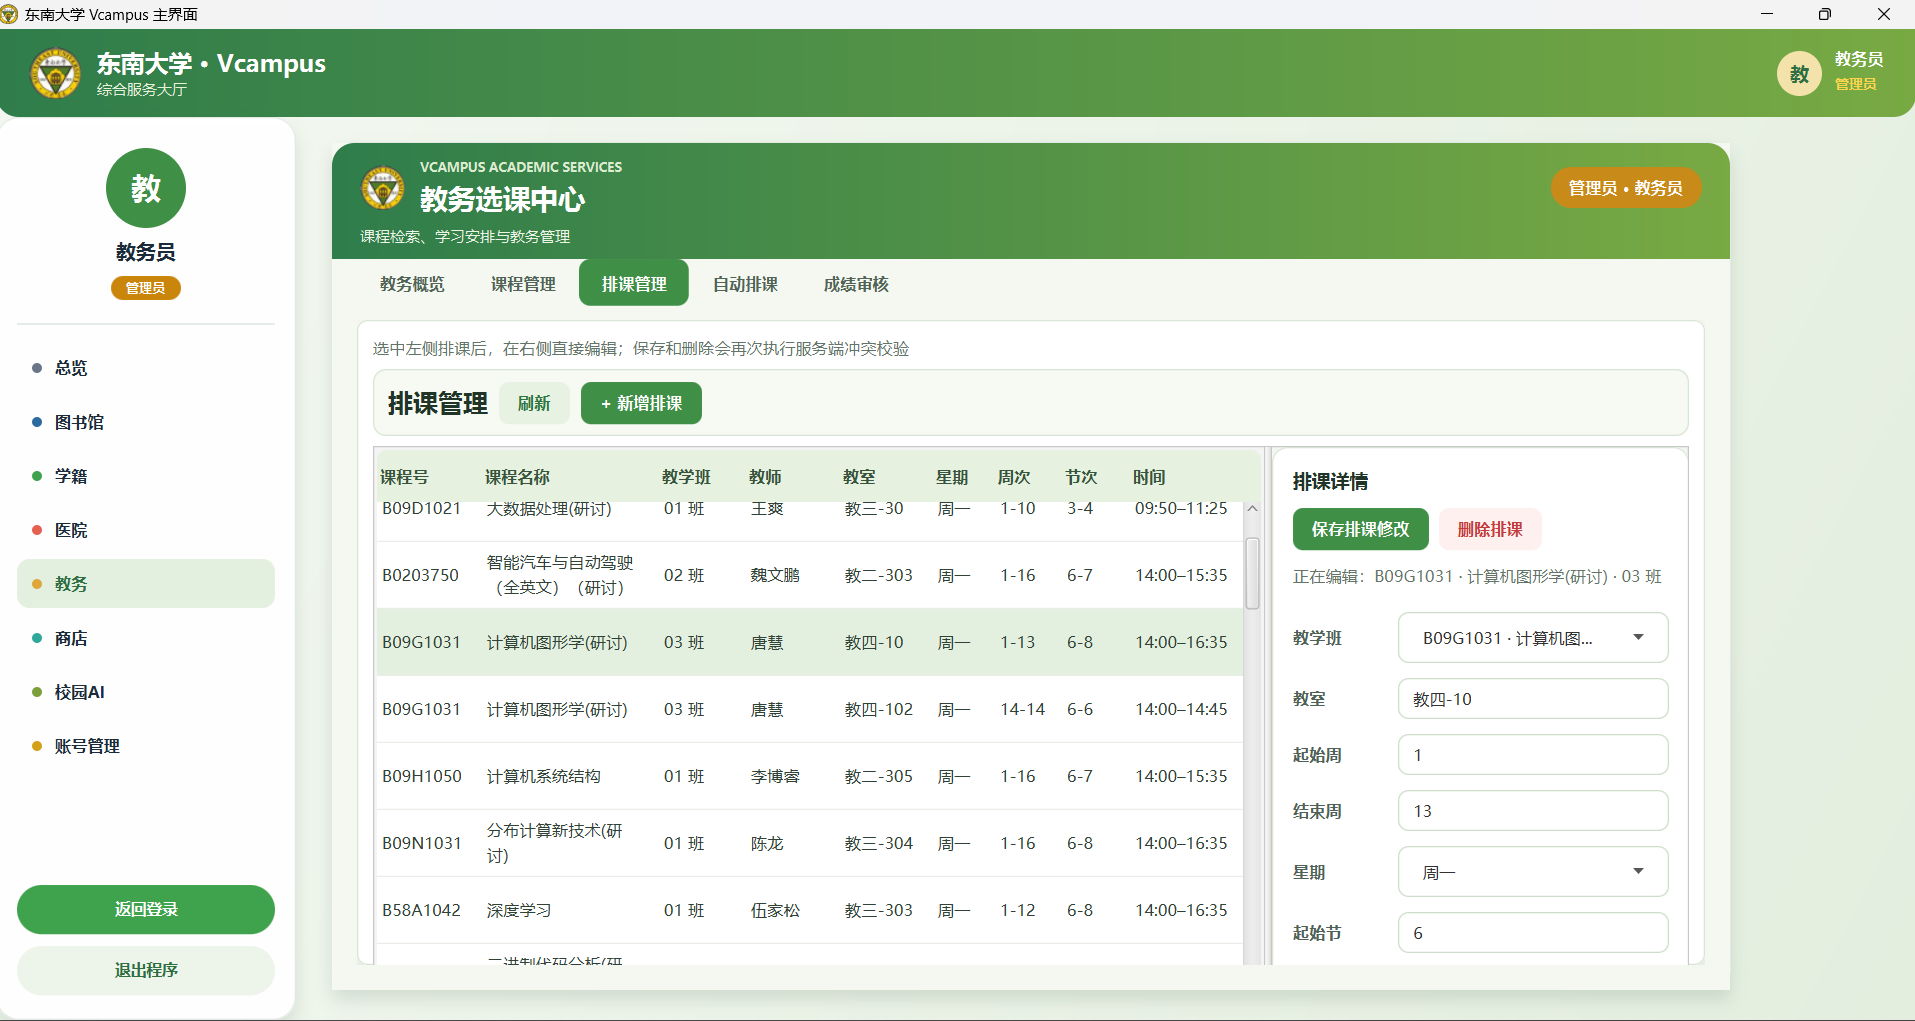 东南大学 Vcampus 主界面
东南大学 • Vcampus
综合服务大厅
教
教务员
管理员
教
教务员
管理员
总览
图书馆
学籍
医院
教务
商店
校园AI
账号管理
返回登录
退出程序
VCAMPUS ACADEMIC SERVICES
教务选课中心
课程检索、学习安排与教务管理
管理员 • 教务员
教务概览 课程管理 排课管理 自动排课 成绩审核
选中左侧排课后，在右侧直接编辑；保存和删除会再次执行服务端冲突校验
排课管理 刷新 + 新增排课
课程号 课程名称 教学班 教师 教室 星期 周次 节次 时间
B09D1021 大数据处理(研讨) 01 班 王爽 教三-30 周一 1-10 3-4 09:50–11:25
B0203750 智能汽车与自动驾驶（全英文）（研讨） 02 班 魏文鹏 教二-303 周一 1-16 6-7 14:00–15:35
B09G1031 计算机图形学(研讨) 03 班 唐慧 教四-10 周一 1-13 6-8 14:00–16:35
B09G1031 计算机图形学(研讨) 03 班 唐慧 教四-102 周一 14-14 6-6 14:00–14:45
B09H1050 计算机系统结构 01 班 李博睿 教二-305 周一 1-16 6-7 14:00–15:35
B09N1031 分布计算新技术(研讨) 01 班 陈龙 教三-304 周一 1-16 6-8 14:00–16:35
B58A1042 深度学习 01 班 伍家松 教三-303 周一 1-12 6-8 14:00–16:35
二进制代码分析(研
排课详情
保存排课修改 删除排课
正在编辑：B09G1031 · 计算机图形学(研讨) · 03 班
教学班 B09G1031 · 计算机图...
教室 教四-10
起始周 1
结束周 13
星期 周一
起始节 6